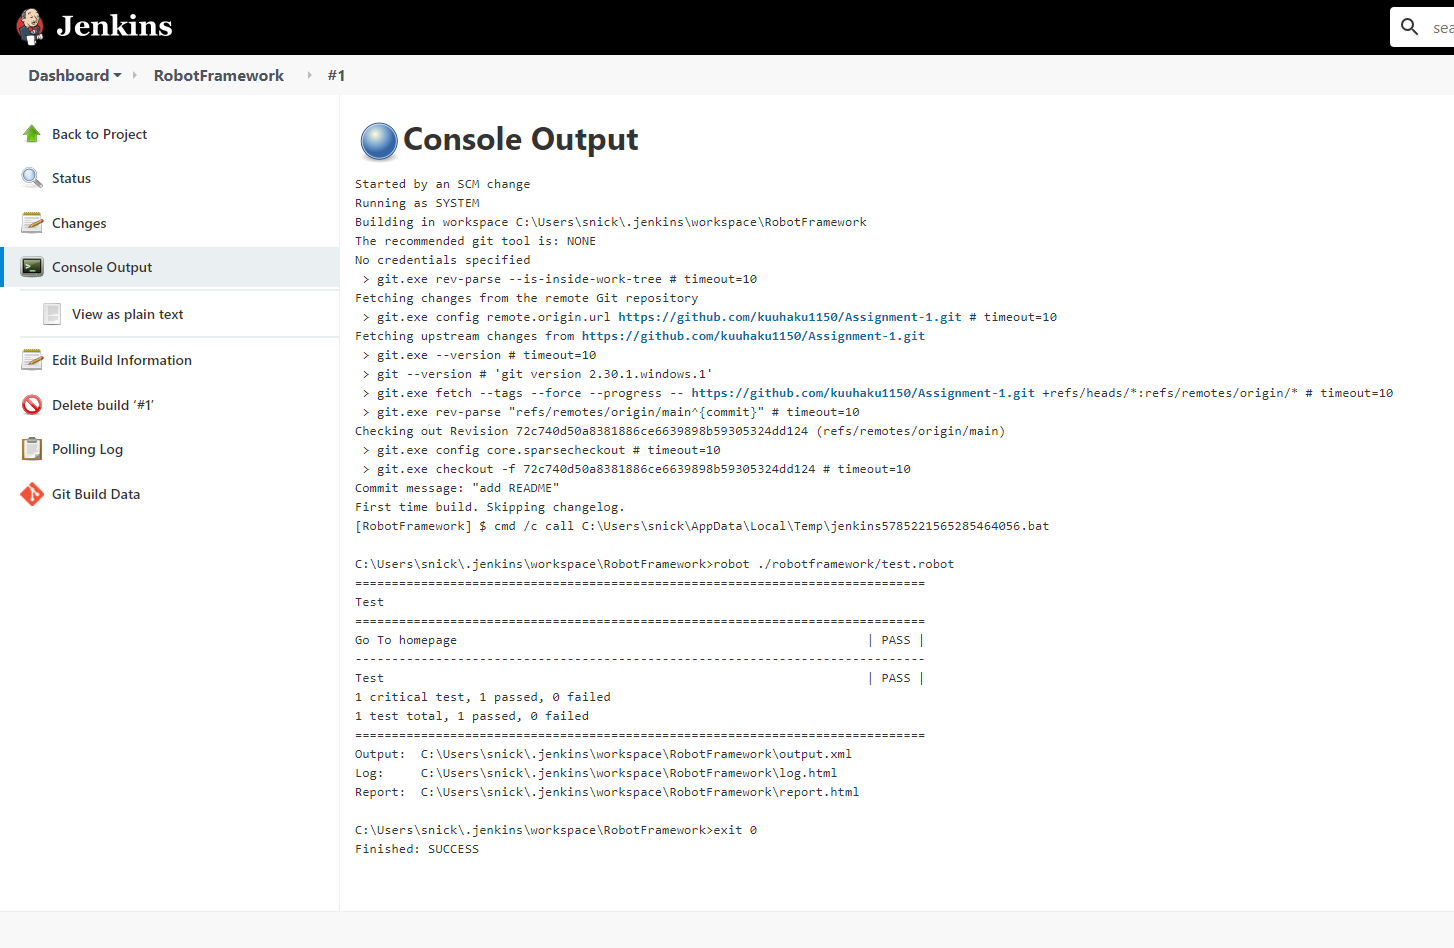 Jenkins
sea
Dashboard
RobotFramework
#1
Back to Project
Status
Changes
Console Output
View as plain text
Edit Build Information
Delete build ‘#1’
Polling Log
Git Build Data
Console Output
Started by an SCM change
Running as SYSTEM
Building in workspace C:\Users\snick\.jenkins\workspace\RobotFramework
The recommended git tool is: NONE
No credentials specified
 > git.exe rev-parse --is-inside-work-tree # timeout=10
Fetching changes from the remote Git repository
 > git.exe config remote.origin.url https://github.com/kuuhaku1150/Assignment-1.git # timeout=10
Fetching upstream changes from https://github.com/kuuhaku1150/Assignment-1.git
 > git.exe --version # timeout=10
 > git --version # 'git version 2.30.1.windows.1'
 > git.exe fetch --tags --force --progress -- https://github.com/kuuhaku1150/Assignment-1.git +refs/heads/*:refs/remotes/origin/* # timeout=10
 > git.exe rev-parse "refs/remotes/origin/main^{commit}" # timeout=10
Checking out Revision 72c740d50a8381886ce6639898b59305324dd124 (refs/remotes/origin/main)
 > git.exe config core.sparsecheckout # timeout=10
 > git.exe checkout -f 72c740d50a8381886ce6639898b59305324dd124 # timeout=10
Commit message: "add README"
First time build. Skipping changelog.
[RobotFramework] $ cmd /c call C:\Users\snick\AppData\Local\Temp\jenkins5785221565285464056.bat
C:\Users\snick\.jenkins\workspace\RobotFramework>robot ./robotframework/test.robot
==============================================================================
Test
==============================================================================
Go To homepage                                                        | PASS |
------------------------------------------------------------------------------
Test                                                                  | PASS |
1 critical test, 1 passed, 0 failed
1 test total, 1 passed, 0 failed
==============================================================================
Output:  C:\Users\snick\.jenkins\workspace\RobotFramework\output.xml
Log:     C:\Users\snick\.jenkins\workspace\RobotFramework\log.html
Report:  C:\Users\snick\.jenkins\workspace\RobotFramework\report.html
C:\Users\snick\.jenkins\workspace\RobotFramework>exit 0
Finished: SUCCESS